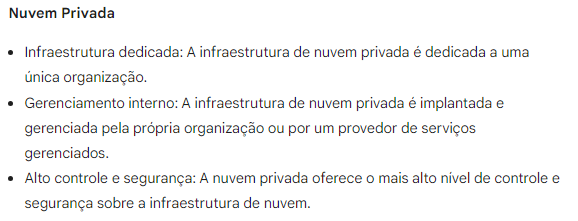 Nuvem Privada
• Infraestrutura dedicada: A infraestrutura de nuvem privada é dedicada a uma
única organização.
• Gerenciamento interno: A infraestrutura de nuvem privada é implantada e
gerenciada pela própria organização ou por um provedor de serviços
gerenciados.
• Alto controle e segurança: A nuvem privada oferece o mais alto nível de controle e
segurança sobre a infraestrutura de nuvem.